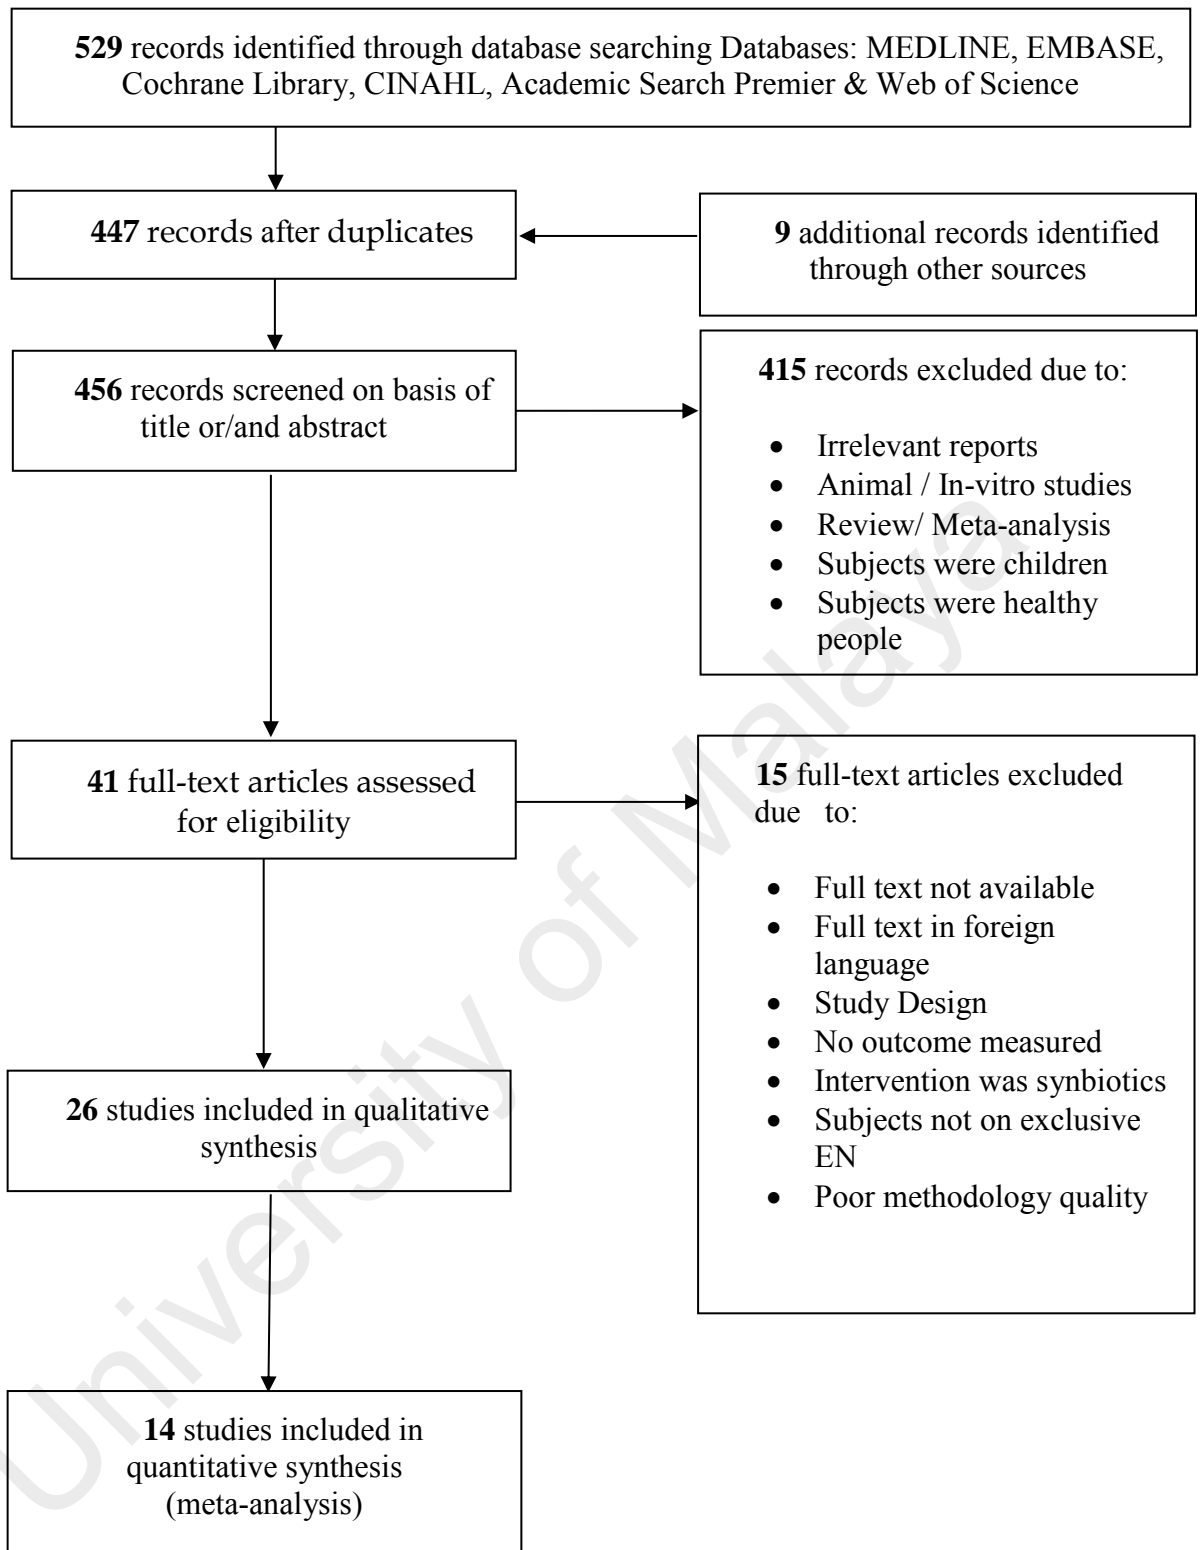 529 records identified through database searching Databases: MEDLINE, EMBASE,
Cochrane Library, CINAHL, Academic Search Premier & Web of Science
447 records after duplicates
9 additional records identified
through other sources
456 records screened on basis of
title or/and abstract
415 records excluded due to:
• Irrelevant reports
• Animal / In-vitro studies
• Review/ Meta-analysis
• Subjects were children
• Subjects were healthy
people
41 full-text articles assessed
for eligibility
15 full-text articles excluded
due to:
• Full text not available
• Full text in foreign
language
• Study Design
• No outcome measured
• Intervention was synbiotics
• Subjects not on exclusive
EN
• Poor methodology quality
26 studies included in qualitative
synthesis
14 studies included in
quantitative synthesis
(meta-analysis)
University of Malaya